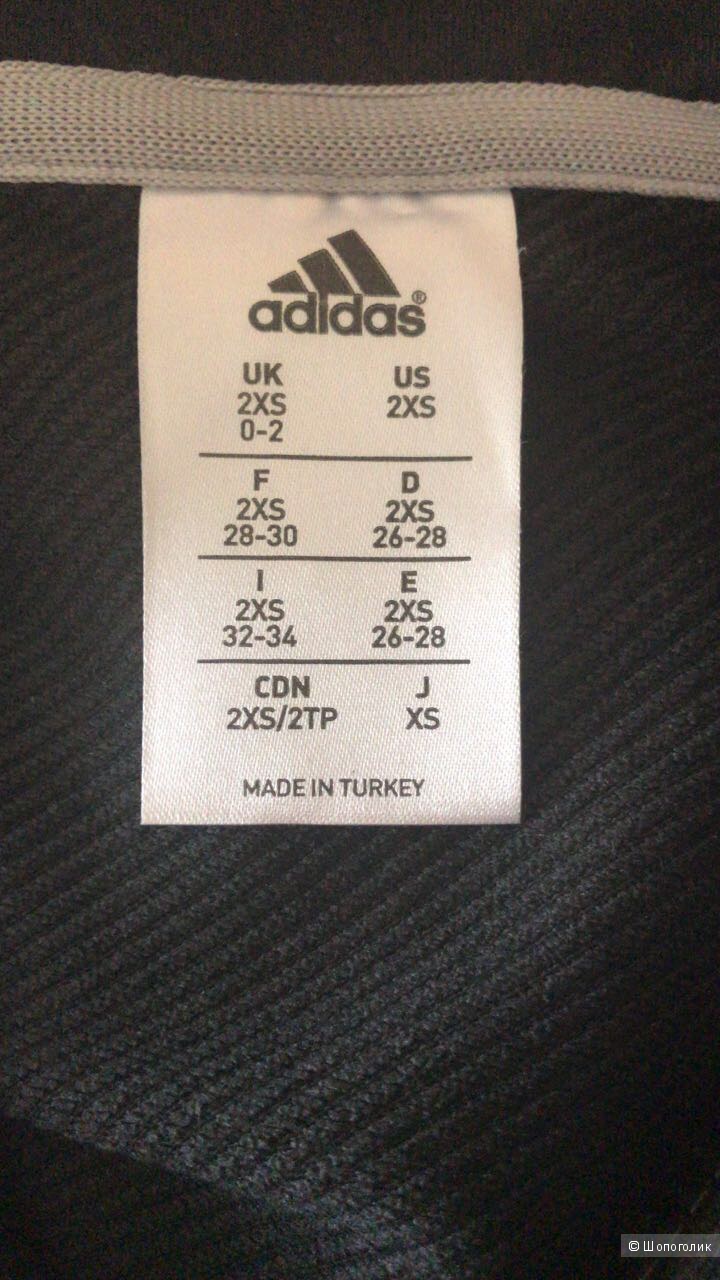 adidas®
UK US
2XS 2XS
0-2
F D
2XS 2XS
28-30 26-28
I E
2XS 2XS
32-34 26-28
CDN J
2XS/2TP XS
MADE IN TURKEY
© Шопоголик